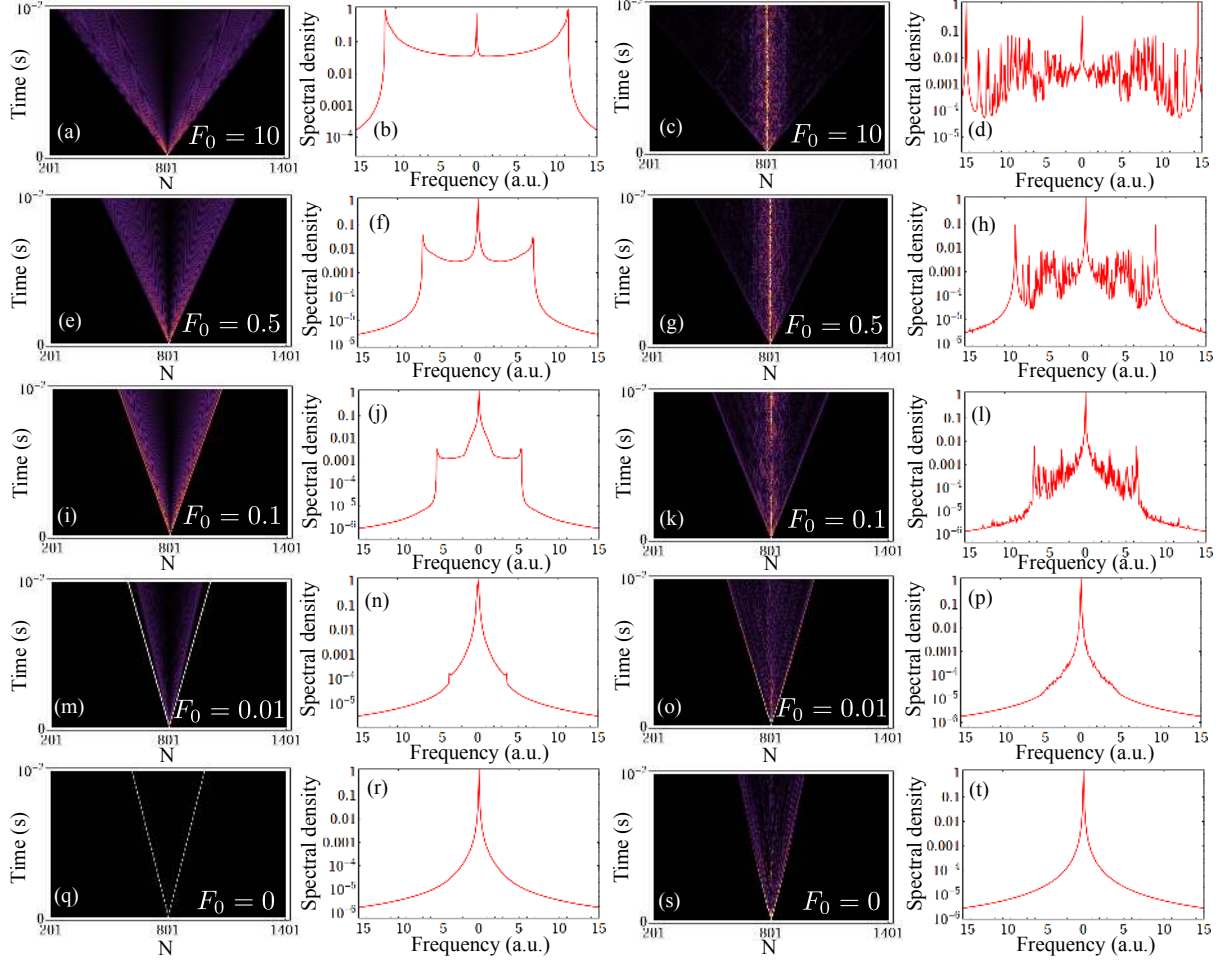 10⁻²
Time (s)
(a)
F₀ = 10
0
201 801 1401
N
Spectral density
1
0.1
0.01
0.001
10⁻⁴
(b)
15 10 5 0 5 10 15
Frequency (a.u.)
10⁻²
Time (s)
(c)
F₀ = 10
0
201 801 1401
N
Spectral density
1
0.1
0.01
0.001
10⁻⁴
10⁻⁵
(d)
15 10 5 0 5 10 15
Frequency (a.u.)
10⁻²
Time (s)
(e)
F₀ = 0.5
0
201 801 1401
N
Spectral density
1
0.1
0.01
0.001
10⁻⁴
10⁻⁵
10⁻⁶
(f)
15 10 5 0 5 10 15
Frequency (a.u.)
10⁻²
Time (s)
(g)
F₀ = 0.5
0
201 801 1401
N
Spectral density
1
0.1
0.01
0.001
10⁻⁴
10⁻⁵
10⁻⁶
(h)
15 10 5 0 5 10 15
Frequency (a.u.)
10⁻²
Time (s)
(i)
F₀ = 0.1
0
201 801 1401
N
Spectral density
1
0.1
0.01
0.001
10⁻⁴
10⁻⁵
10⁻⁶
(j)
15 10 5 0 5 10 15
Frequency (a.u.)
10⁻²
Time (s)
(k)
F₀ = 0.1
0
201 801 1401
N
Spectral density
1
0.1
0.01
0.001
10⁻⁴
10⁻⁵
10⁻⁶
(l)
15 10 5 0 5 10 15
Frequency (a.u.)
10⁻²
Time (s)
(m)
F₀ = 0.01
0
201 801 1401
N
Spectral density
1
0.1
0.01
0.001
10⁻⁴
10⁻⁵
(n)
15 10 5 0 5 10 15
Frequency (a.u.)
10⁻²
Time (s)
(o)
F₀ = 0.01
0
201 801 1401
N
Spectral density
1
0.1
0.01
0.001
10⁻⁴
10⁻⁵
10⁻⁶
(p)
15 10 5 0 5 10 15
Frequency (a.u.)
10⁻²
Time (s)
(q)
F₀ = 0
0
201 801 1401
N
Spectral density
1
0.1
0.01
0.001
10⁻⁴
10⁻⁵
10⁻⁶
(r)
15 10 5 0 5 10 15
Frequency (a.u.)
10⁻²
Time (s)
(s)
F₀ = 0
0
201 801 1401
N
Spectral density
1
0.1
0.01
0.001
10⁻⁴
10⁻⁵
10⁻⁶
(t)
15 10 5 0 5 10 15
Frequency (a.u.)